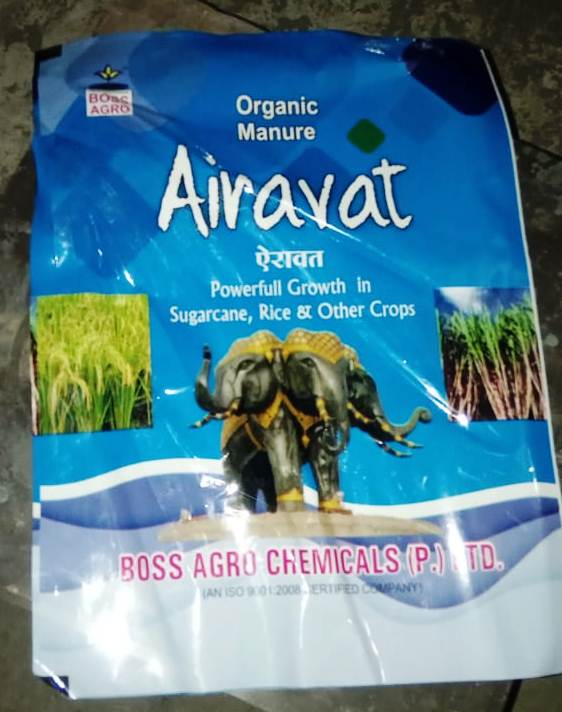 BOSS
AGRO
Organic
Manure
Airavat
ऐरावत
Powerfull Growth in
Sugarcane, Rice & Other Crops
BOSS AGRO CHEMICALS (P.) LTD.
(AN ISO 9001:2008 CERTIFIED COMPANY)